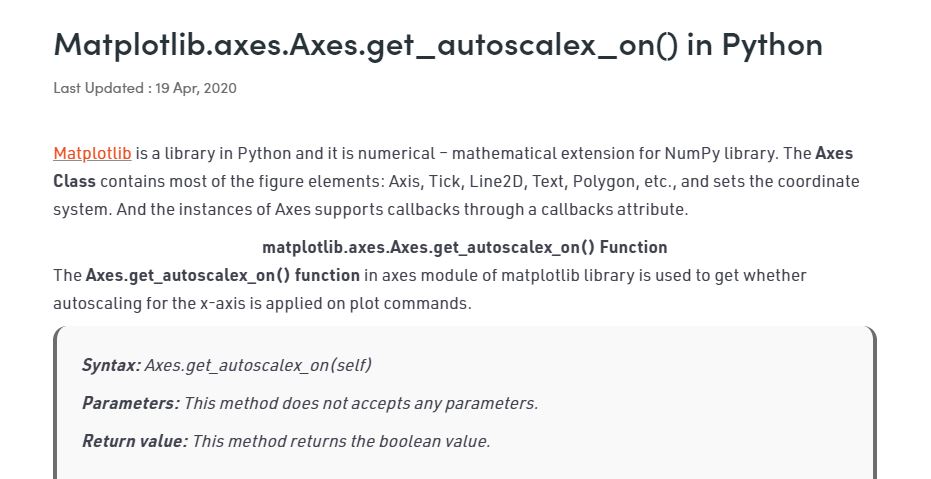 Matplotlib.axes.Axes.get_autoscalex_on() in Python
Last Updated : 19 Apr, 2020
Matplotlib is a library in Python and it is numerical – mathematical extension for NumPy library. The Axes
Class contains most of the figure elements: Axis, Tick, Line2D, Text, Polygon, etc., and sets the coordinate
system. And the instances of Axes supports callbacks through a callbacks attribute.
matplotlib.axes.Axes.get_autoscalex_on() Function
The Axes.get_autoscalex_on() function in axes module of matplotlib library is used to get whether
autoscaling for the x-axis is applied on plot commands.
Syntax: Axes.get_autoscalex_on(self)
Parameters: This method does not accepts any parameters.
Return value: This method returns the boolean value.